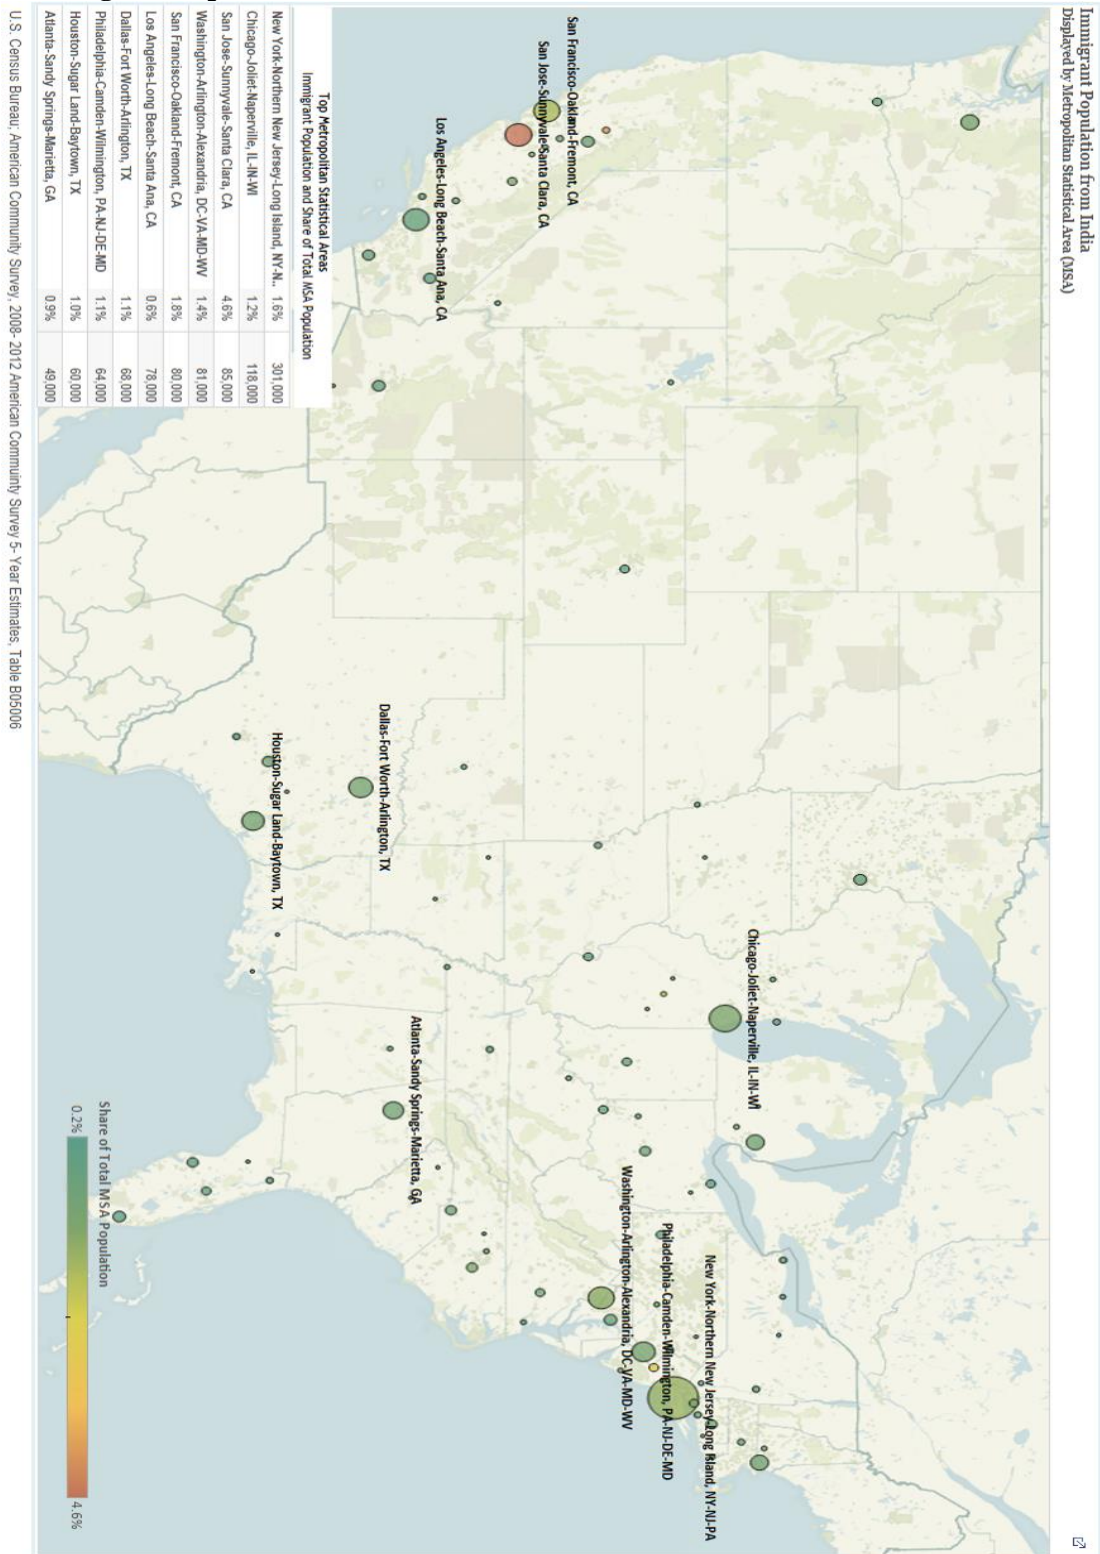 Immigrant Population from India
Displayed by Metropolitan Statistical Area (MSA)
San Francisco-Oakland-Fremont, CA
San Jose-Sunnyvale-Santa Clara, CA
Los Angeles-Long Beach-Santa Ana, CA
Dallas-Fort Worth-Arlington, TX
Houston-Sugar Land-Baytown, TX
Chicago-Joliet-Naperville, IL-IN-WI
Atlanta-Sandy Springs-Marietta, GA
New York-Northern New Jersey-Long Island, NY-NJ-PA
Philadelphia-Camden-Wilmington, PA-NJ-DE-MD
Washington-Arlington-Alexandria, DC-VA-MD-WV
Top Metropolitan Statistical Areas
Immigrant Population and Share of Total MSA Population
New York-Northern New Jersey-Long Island, NY-N.. 1.6% 301,000
Chicago-Joliet-Naperville, IL-IN-WI 1.2% 118,000
San Jose-Sunnyvale-Santa Clara, CA 4.6% 85,000
Washington-Arlington-Alexandria, DC-VA-MD-WV 1.4% 81,000
San Francisco-Oakland-Fremont, CA 1.8% 80,000
Los Angeles-Long Beach-Santa Ana, CA 0.6% 78,000
Dallas-Fort Worth-Arlington, TX 1.1% 68,000
Philadelphia-Camden-Wilmington, PA-NJ-DE-MD 1.1% 64,000
Houston-Sugar Land-Baytown, TX 1.0% 60,000
Atlanta-Sandy Springs-Marietta, GA 0.9% 49,000
Share of Total MSA Population
0.2% 4.6%
U.S. Census Bureau; American Community Survey, 2008- 2012 American Commuinty Survey 5- Year Estimates, Table B05006